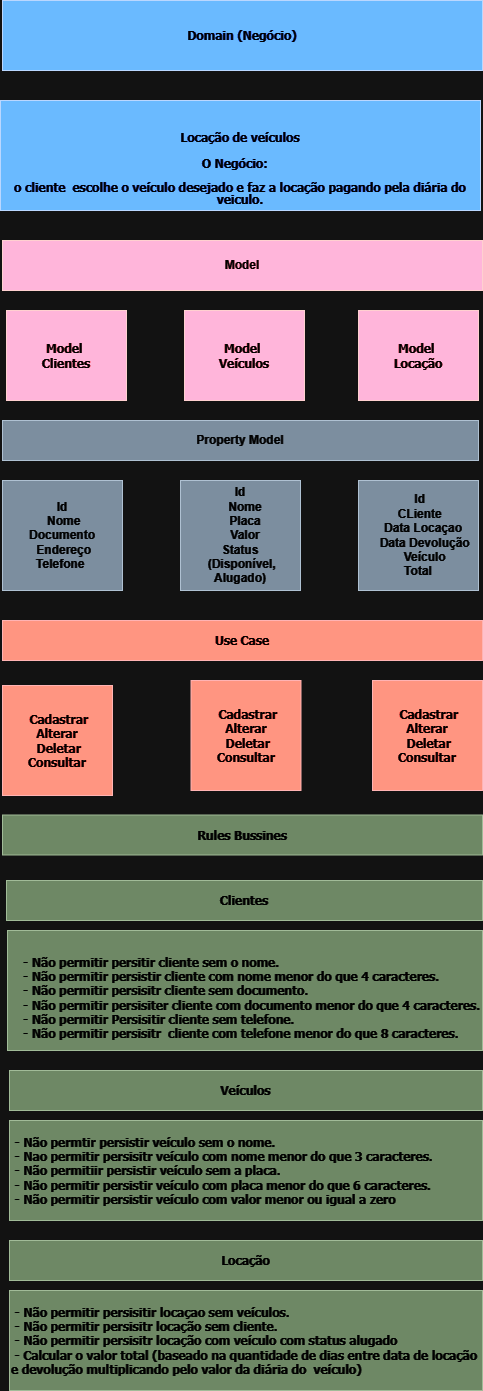 Domain (Negócio)
Locação de veículos
O Negócio:
o cliente escolhe o veículo desejado e faz a locação pagando pela diária do
veiculo.
Model
Model
Clientes
Model
Veículos
Model
Locação
Property Model
Id
Nome
Documento
Endereço
Telefone
Id
Nome
Placa
Valor
Status
(Disponível,
Alugado)
Id
CLiente
Data Locaçao
Data Devolução
Veículo
Total
Use Case
Cadastrar
Alterar
Deletar
Consultar
Cadastrar
Alterar
Deletar
Consultar
Cadastrar
Alterar
Deletar
Consultar
Rules Bussines
Clientes
- Não permitir persitir cliente sem o nome.
- Não permitir persistir cliente com nome menor do que 4 caracteres.
- Não permitir persisitr cliente sem documento.
- Não permitir persisiter cliente com documento menor do que 4 caracteres.
- Não permitir Persisitir cliente sem telefone.
- Não permitir persisitr cliente com telefone menor do que 8 caracteres.
Veículos
- Não permtir persistir veículo sem o nome.
- Nao permitir persisitr veículo com nome menor do que 3 caracteres.
- Não permitiir persistir veículo sem a placa.
- Não permitir persistir veículo com placa menor do que 6 caracteres.
- Não permitir persistir veículo com valor menor ou igual a zero
Locação
- Não permitir persisitir locaçao sem veículos.
- Não permitir persisitr locação sem cliente.
- Não permitir persisitr locação com veículo com status alugado
- Calcular o valor total (baseado na quantidade de dias entre data de locação
e devolução multiplicando pelo valor da diária do veículo)